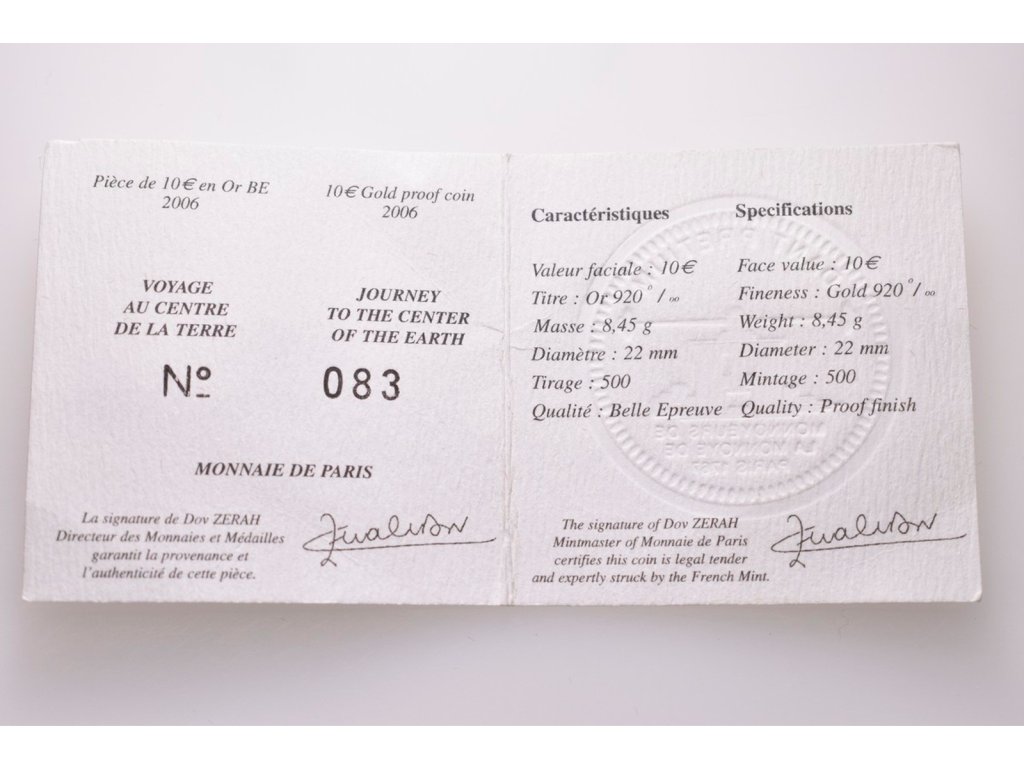 Pièce de 10€ en Or BE
2006
10€ Gold proof coin
2006
VOYAGE
AU CENTRE
DE LA TERRE
JOURNEY
TO THE CENTER
OF THE EARTH
Nº 083
MONNAIE DE PARIS
La signature de Dov ZERAH
Directeur des Monnaies et Médailles
garantit la provenance et
l'authenticité de cette pièce.
Caractéristiques
Valeur faciale : 10€
Titre : Or 920 °/ₒₒ
Masse : 8,45 g
Diamètre : 22 mm
Tirage : 500
Qualité : Belle Epreuve
Specifications
Face value : 10€
Fineness : Gold 920 °/ₒₒ
Weight : 8,45 g
Diameter : 22 mm
Mintage : 500
Quality : Proof finish
The signature of Dov ZERAH
Mintmaster of Monnaie de Paris
certifies this coin is legal tender
and expertly struck by the French Mint.